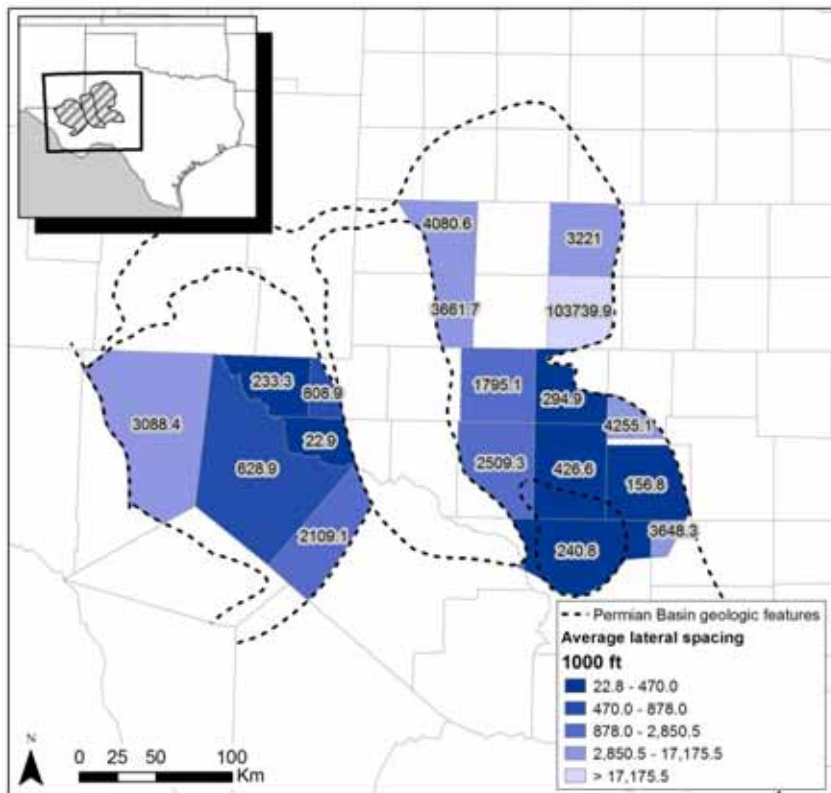 4080.6
3221
3661.7
103739.9
233.3
606.9
1795.1
294.9
3088.4
4255.1
22.9
628.9
2509.3
426.6
156.8
2109.1
3648.3
240.8
Permian Basin geologic features
Average lateral spacing
1000 ft
22.8 - 470.0
470.0 - 878.0
878.0 - 2,850.5
2,850.5 - 17,175.5
> 17,175.5
N
0 25 50 100
Km